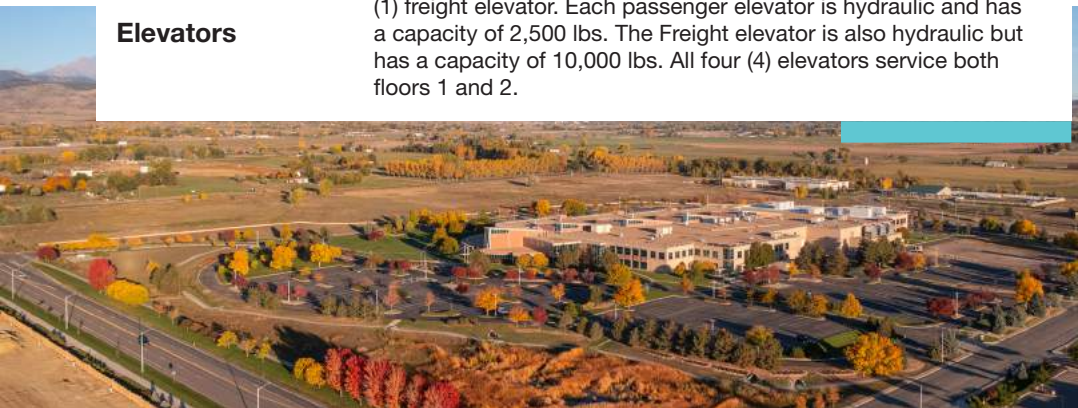 (1) freight elevator. Each passenger elevator is hydraulic and has
Elevators
a capacity of 2,500 lbs. The Freight elevator is also hydraulic but
has a capacity of 10,000 lbs. All four (4) elevators service both
floors 1 and 2.